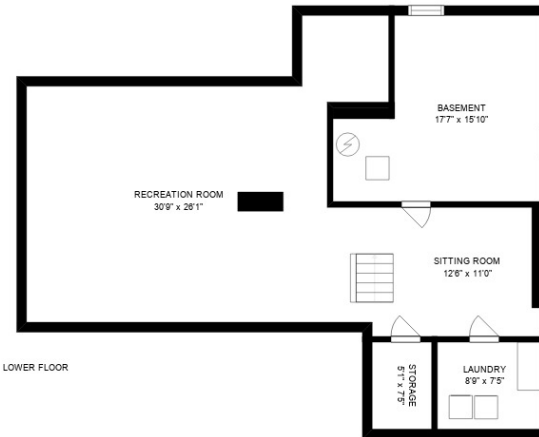 BASEMENT
17'7" x 15'10"
RECREATION ROOM
30'9" x 26'1"
SITTING ROOM
12'6" x 11'0"
LOWER FLOOR
STORAGE
5'1" x 7'5"
LAUNDRY
8'9" x 7'5"